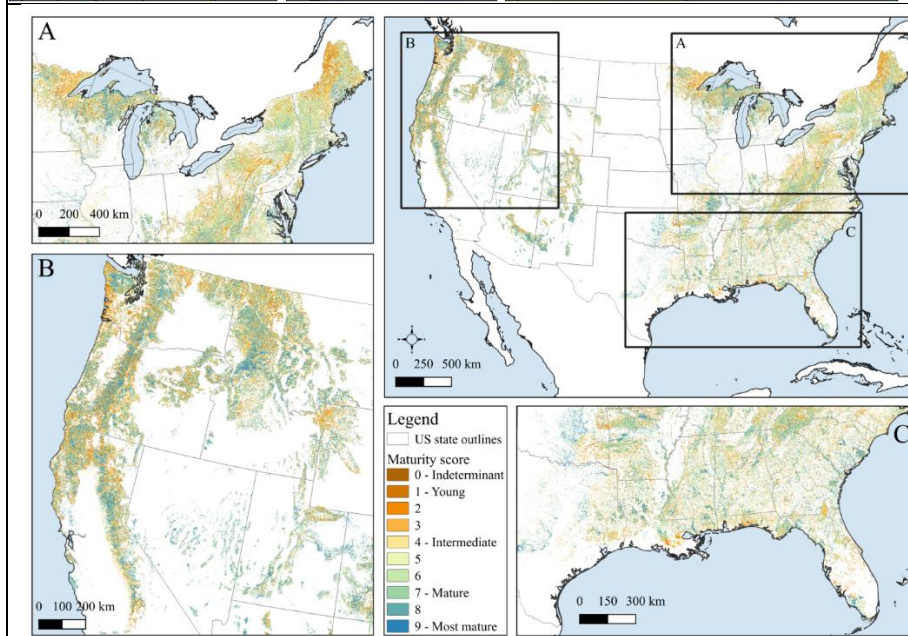 A
0 200 400 km
B
A
C
0 250 500 km
B
0 100 200 km
Legend
US state outlines
Maturity score
0 - Indeterminant
1 - Young
2
3
4 - Intermediate
5
6
7 - Mature
8
9 - Most mature
C
0 150 300 km